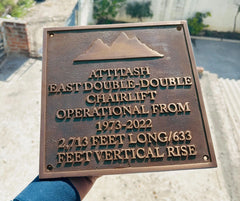 ATTITASH
EAST DOUBLE-DOUBLE
CHAIRLIFT
OPERATIONAL FROM
1973-2022
2,713 FEET LONG/633
FEET VERTICAL RISE